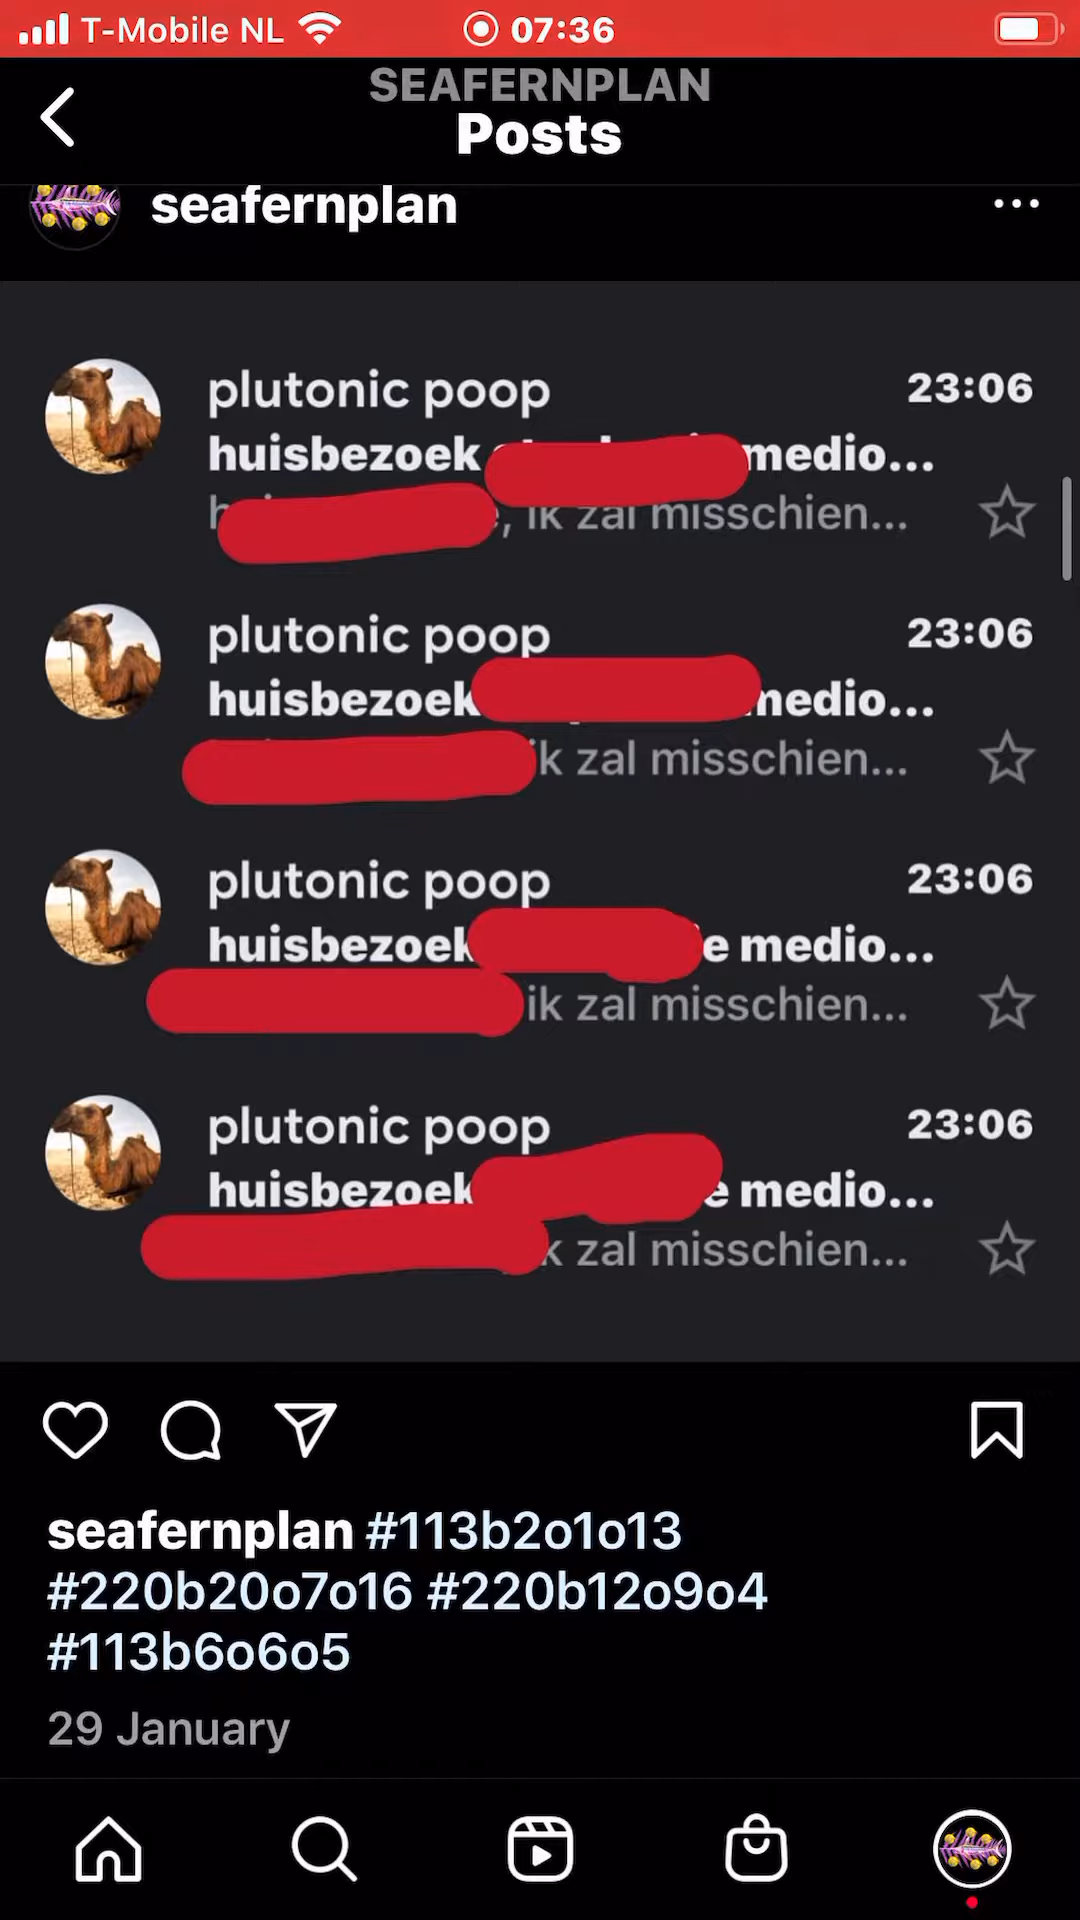 T-Mobile NL 07:36
SEAFERNPLAN
Posts
seafernplan
plutonic poop 23:06
huisbezoek medio...
ik zal misschien...
plutonic poop 23:06
huisbezoek medio...
ik zal misschien...
plutonic poop 23:06
huisbezoek medio...
ik zal misschien...
plutonic poop 23:06
huisbezoek medio...
zal misschien...
seafernplan #113b2o1o13
#220b20o7o16 #220b12o9o4
#113b6o6o5
29 January